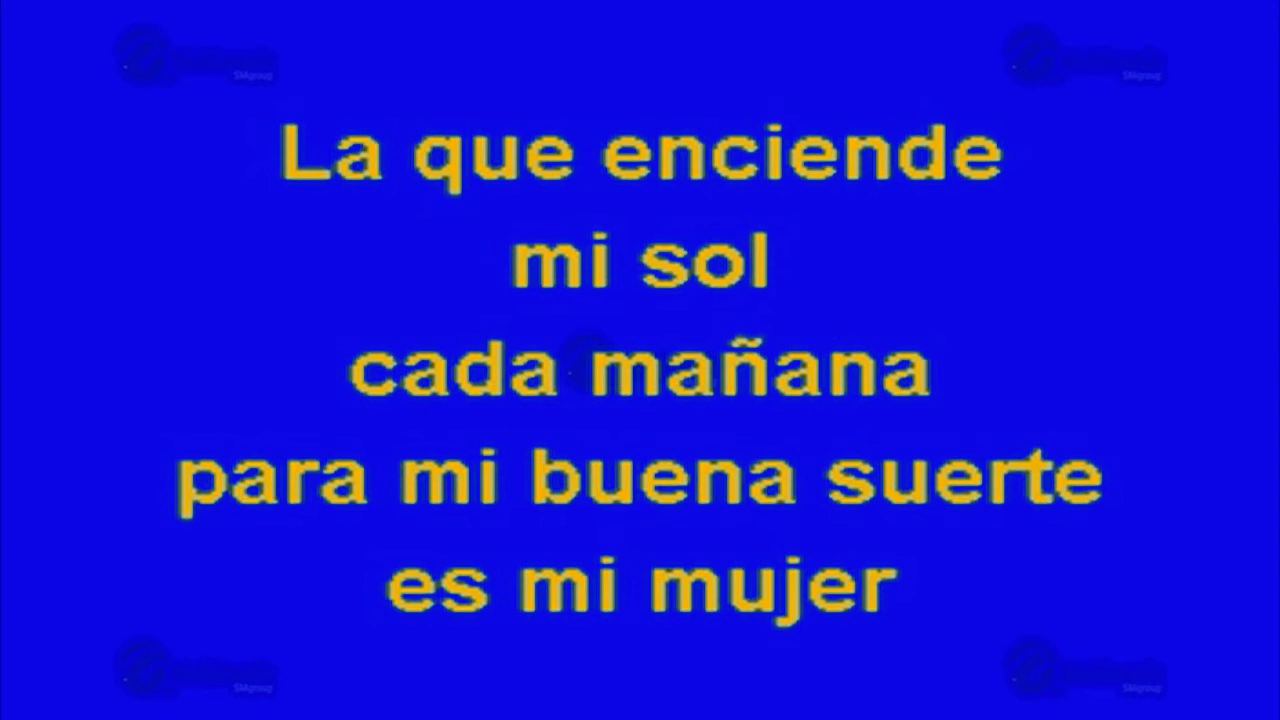 La que enciende
mi sol
cada mañana
para mi buena suerte
es mi mujer